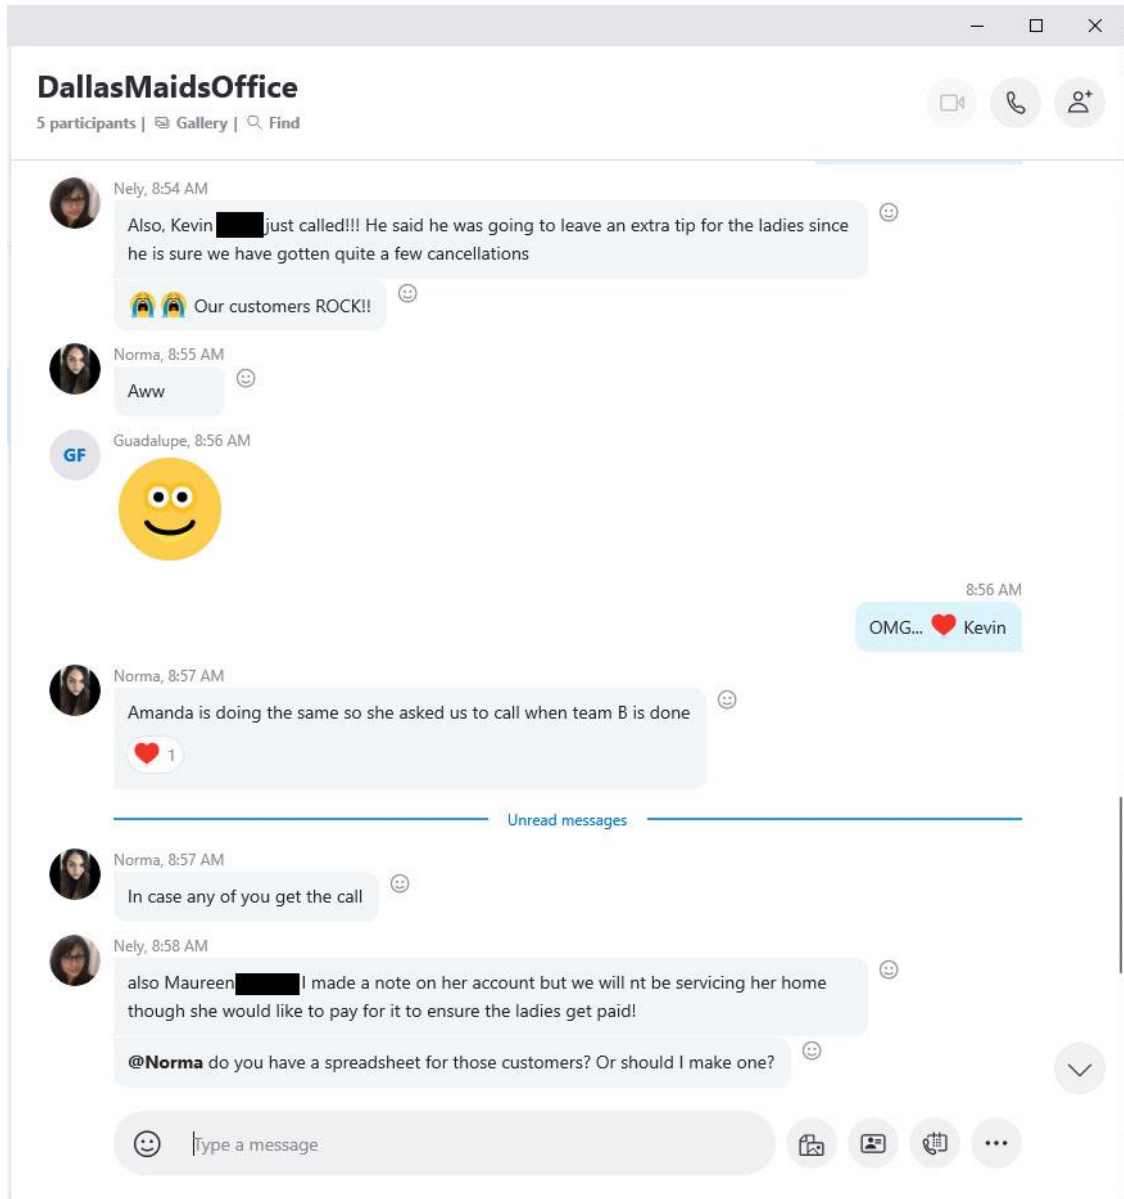 DallasMaidsOffice
5 participants | Gallery | Find
Nely, 8:54 AM
Also, Kevin just called!!! He said he was going to leave an extra tip for the ladies since
he is sure we have gotten quite a few cancellations
😭😭 Our customers ROCK!!
Norma, 8:55 AM
Aww
GF
Guadalupe, 8:56 AM
8:56 AM
OMG... ❤️ Kevin
Norma, 8:57 AM
Amanda is doing the same so she asked us to call when team B is done
❤️ 1
Unread messages
Norma, 8:57 AM
In case any of you get the call
Nely, 8:58 AM
also Maureen I made a note on her account but we will nt be servicing her home
though she would like to pay for it to ensure the ladies get paid!
@Norma do you have a spreadsheet for those customers? Or should I make one?
Type a message